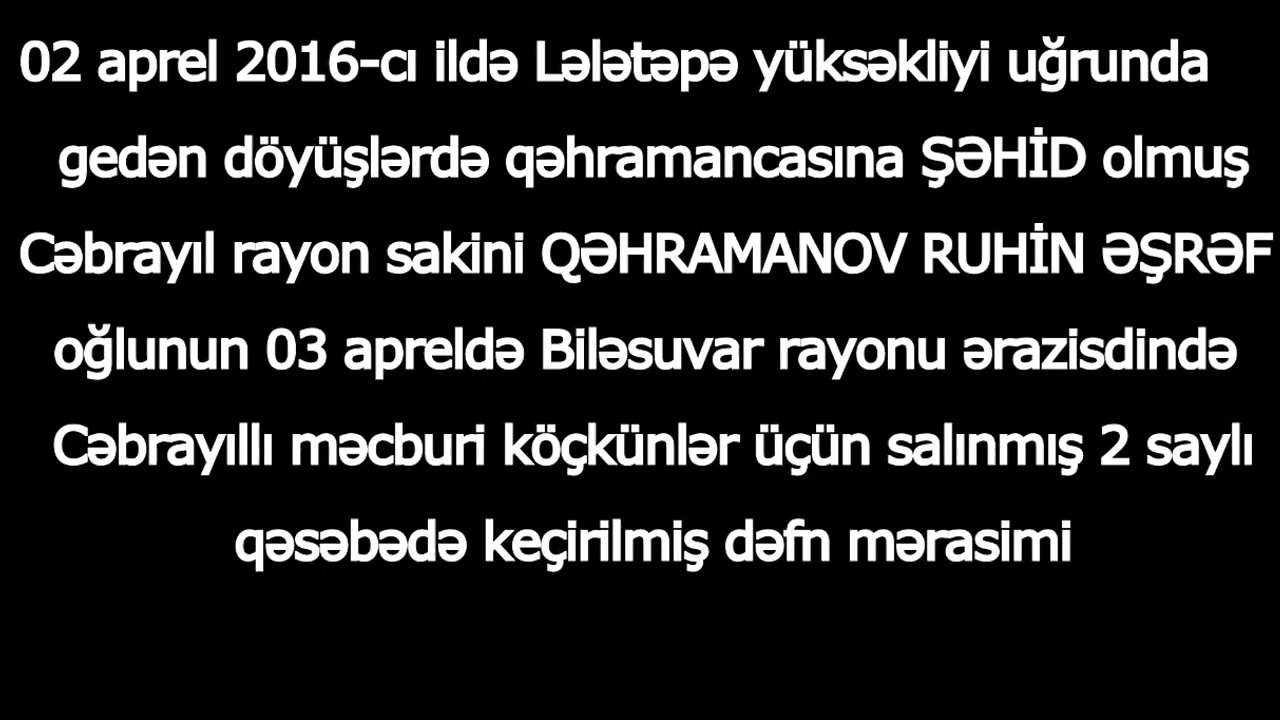 02 aprel 2016-cı ildə Lələtəpə yüksəkliyi uğrunda
gedən döyüşlərdə qəhramancasına ŞƏHİD olmuş
Cəbrayıl rayon sakini QƏHRAMANOV RUHİN ƏŞRƏF
oğlunun 03 apreldə Biləsuvar rayonu ərazisdində
Cəbrayıllı məcburi köçkünlər üçün salınmış 2 saylı
qəsəbədə keçirilmiş dəfn mərasimi